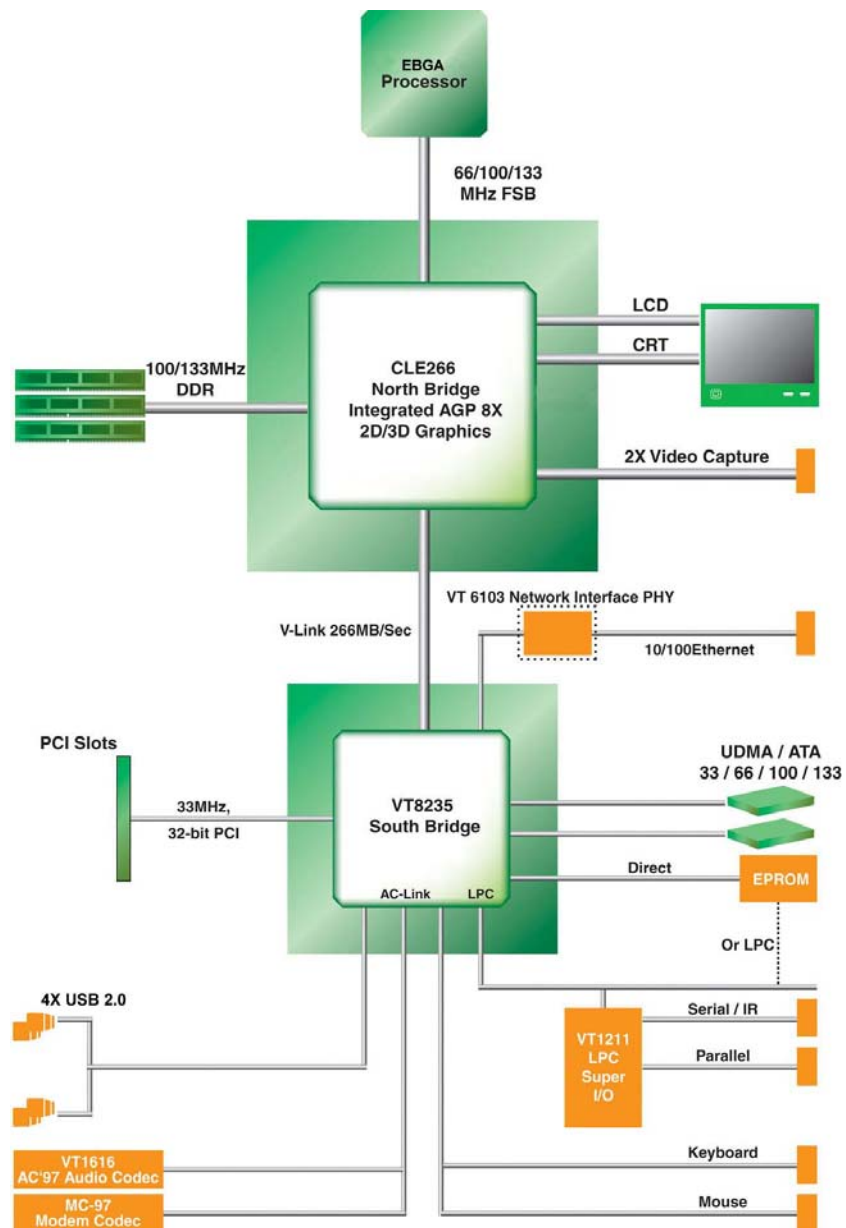 EBGA
Processor
66/100/133
MHz FSB
LCD
CRT
100/133MHz
DDR
CLE266
North Bridge
Integrated AGP 8X
2D/3D Graphics
2X Video Capture
VT 6103 Network Interface PHY
V-Link 266MB/Sec
10/100Ethernet
PCI Slots
UDMA / ATA
33 / 66 / 100 / 133
33MHz,
32-bit PCI
VT8235
South Bridge
Direct
EPROM
AC-Link
LPC
Or LPC
4X USB 2.0
Serial / IR
VT1211
LPC
Super
I/O
Parallel
VT1616
AC'97 Audio Codec
Keyboard
MC-97
Modem Codec
Mouse